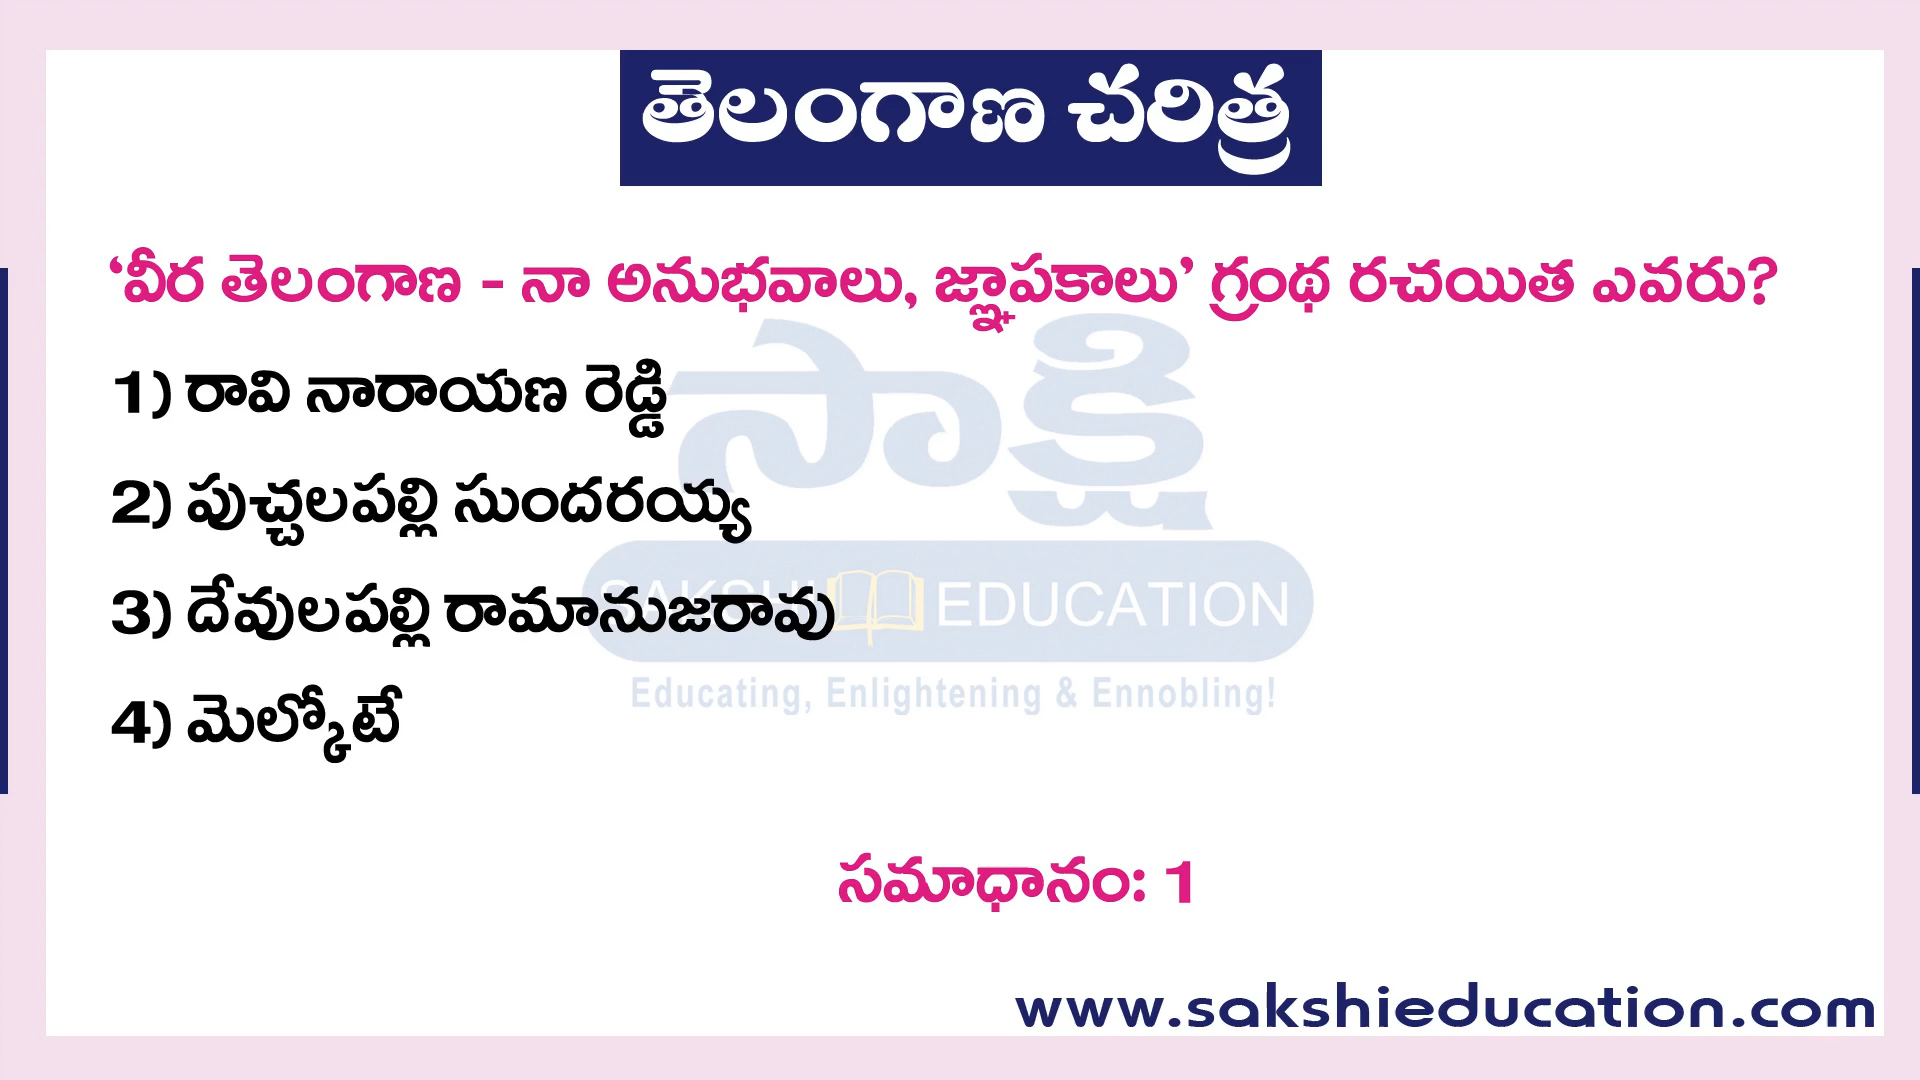 తెలంగాణ చరిత్ర
‘వీర తెలంగాణ - నా అనుభవాలు, జ్ఞాపకాలు’ గ్రంథ రచయిత ఎవరు?
1) రావి నారాయణ రెడ్డి
2) పుచ్చలపల్లి సుందరయ్య
3) దేవులపల్లి రామానుజరావు
4) మెల్కోటే
సాక్షి
SAKSHI EDUCATION
Educating, Enlightening & Ennobling!
సమాధానం: 1
www.sakshieducation.com